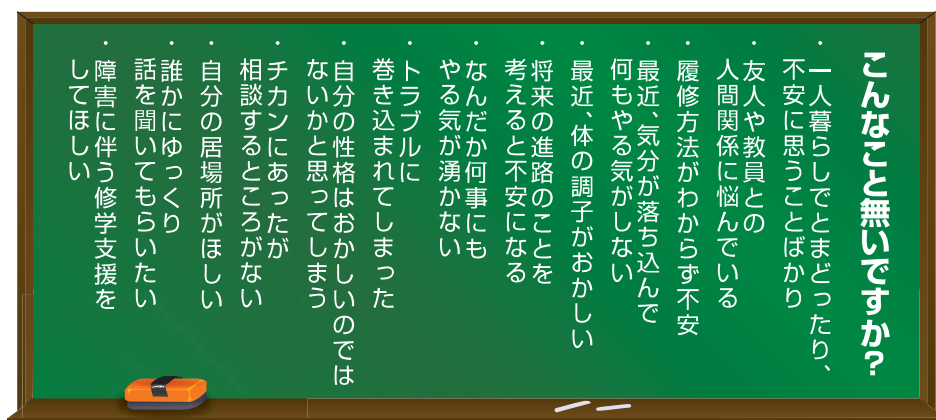 こんなこと無いですか？
・一人暮らしでとまどったり、
不安に思うことばかり
・友人や教員との
人間関係に悩んでいる
・履修方法がわからず不安
・最近、気分が落ち込んで
何もやる気がしない
・最近、体の調子がおかしい
・将来の進路のことを
考えると不安になる
・なんだか何事にも
やる気が湧かない
・トラブルに
巻き込まれてしまった
・自分の性格はおかしいのでは
ないかと思ってしまう
・チカンにあったが
相談するところがない
・自分の居場所がほしい
・誰かにゆっくり
話を聞いてもらいたい
・障害に伴う修学支援を
してほしい